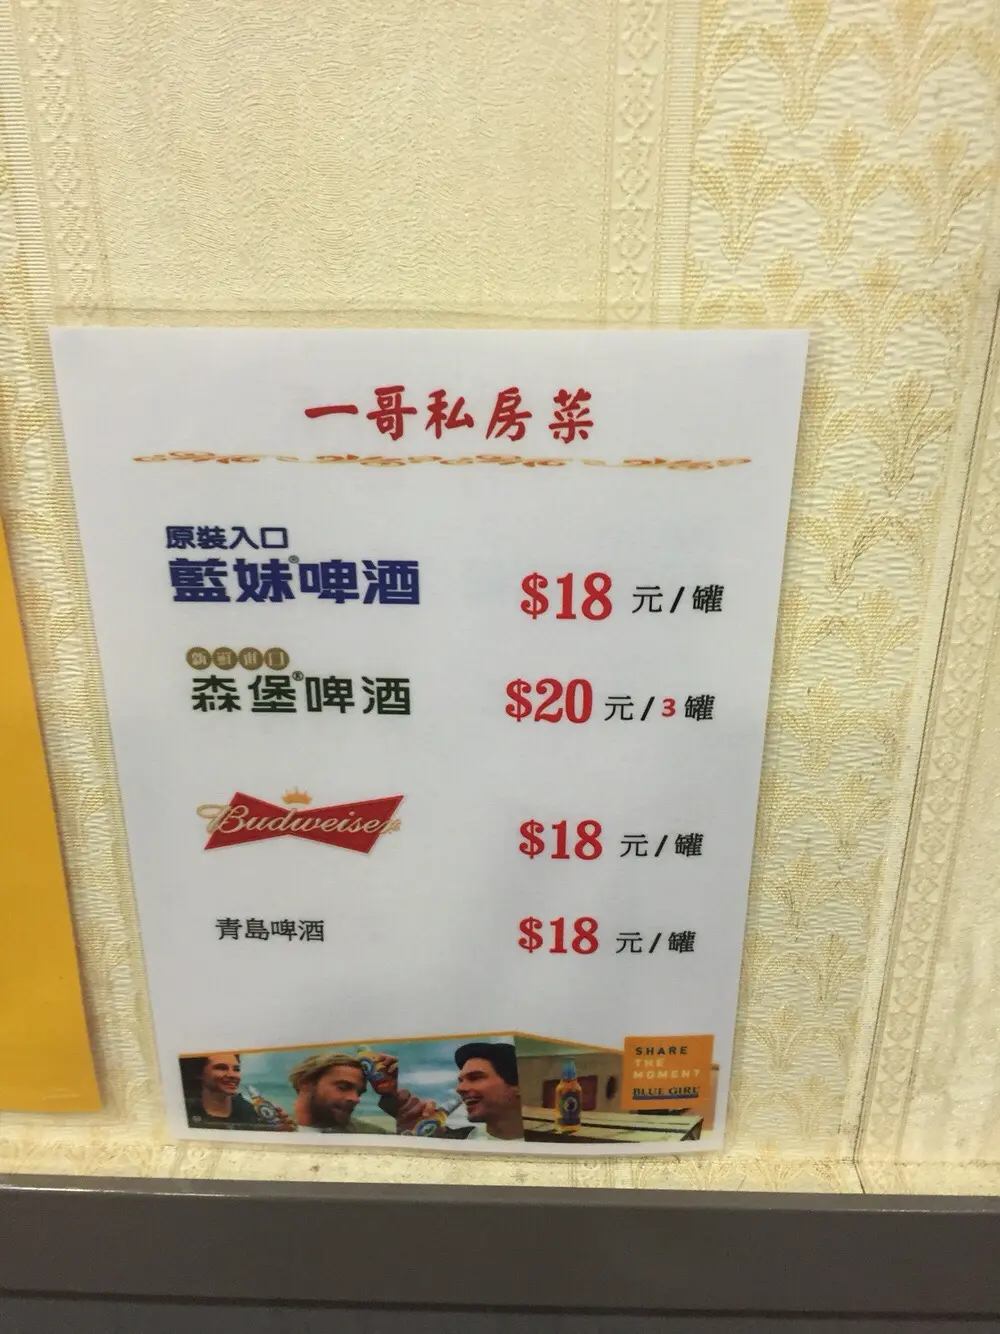 一哥私房菜
原裝入口
藍妹®啤酒 $18 元/罐
森堡®啤酒 $20 元/3罐
Budweiser $18 元/罐
青島啤酒 $18 元/罐
SHARE
THE
MOMENT
BLUE GIRL